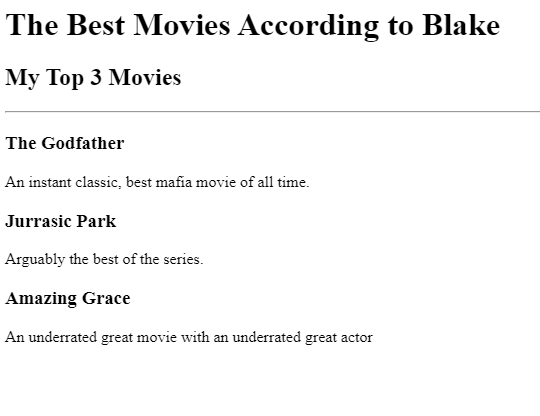 The Best Movies According to Blake
My Top 3 Movies
The Godfather
An instant classic, best mafia movie of all time.
Jurrasic Park
Arguably the best of the series.
Amazing Grace
An underrated great movie with an underrated great actor